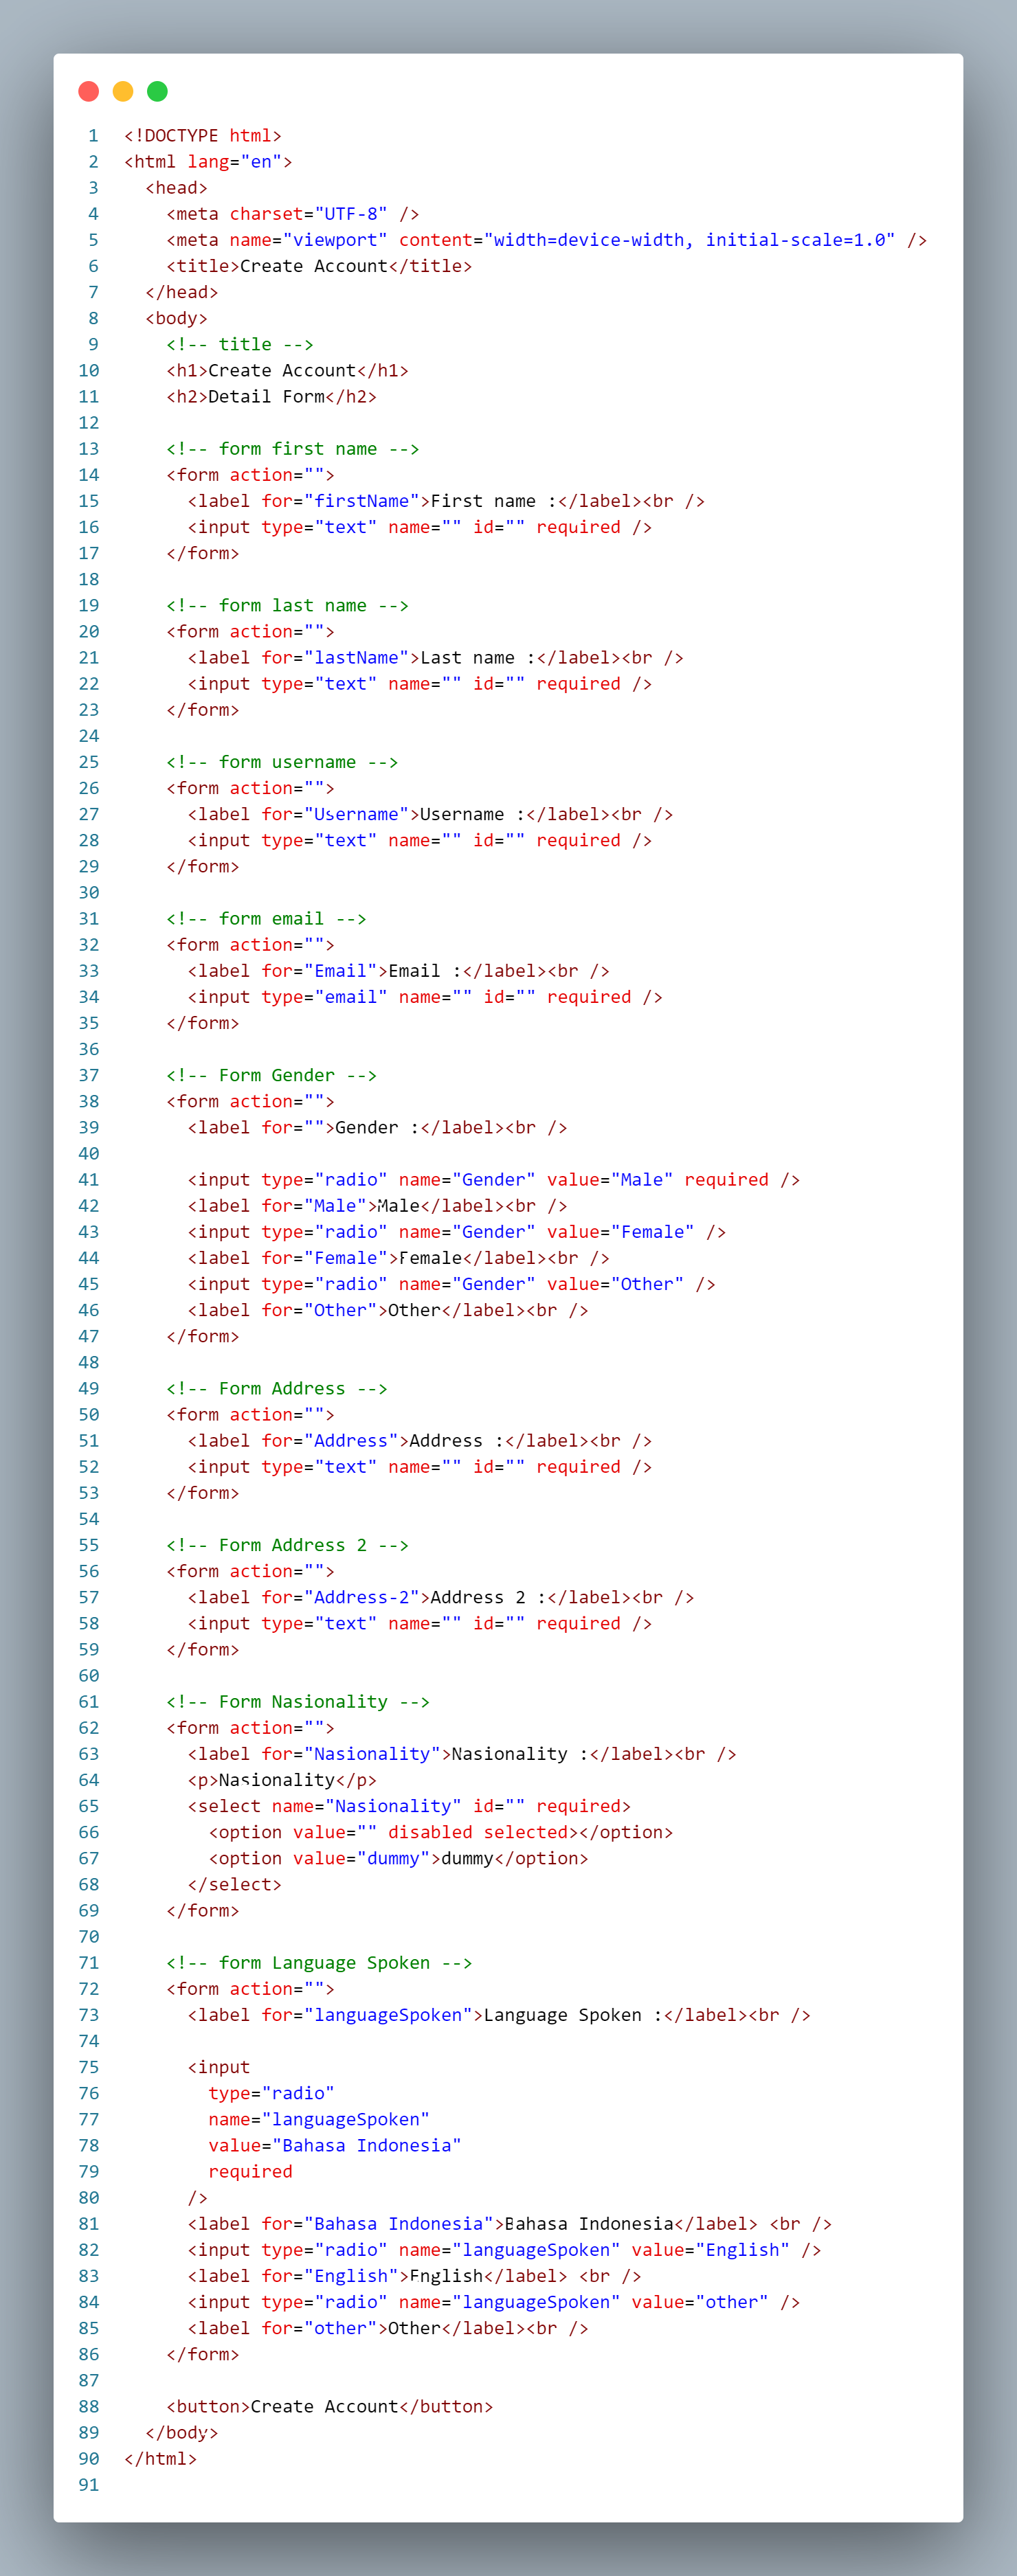 1 <!DOCTYPE html>
2 <html lang="en">
3   <head>
4     <meta charset="UTF-8" />
5     <meta name="viewport" content="width=device-width, initial-scale=1.0" />
6     <title>Create Account</title>
7   </head>
8   <body>
9     <!-- title -->
10     <h1>Create Account</h1>
11     <h2>Detail Form</h2>
12
13     <!-- form first name -->
14     <form action="">
15       <label for="firstName">First name :</label><br />
16       <input type="text" name="" id="" required />
17     </form>
18
19     <!-- form last name -->
20     <form action="">
21       <label for="lastName">Last name :</label><br />
22       <input type="text" name="" id="" required />
23     </form>
24
25     <!-- form username -->
26     <form action="">
27       <label for="Username">Username :</label><br />
28       <input type="text" name="" id="" required />
29     </form>
30
31     <!-- form email -->
32     <form action="">
33       <label for="Email">Email :</label><br />
34       <input type="email" name="" id="" required />
35     </form>
36
37     <!-- Form Gender -->
38     <form action="">
39       <label for="">Gender :</label><br />
40
41       <input type="radio" name="Gender" value="Male" required />
42       <label for="Male">Male</label><br />
43       <input type="radio" name="Gender" value="Female" />
44       <label for="Female">Female</label><br />
45       <input type="radio" name="Gender" value="Other" />
46       <label for="Other">Other</label><br />
47     </form>
48
49     <!-- Form Address -->
50     <form action="">
51       <label for="Address">Address :</label><br />
52       <input type="text" name="" id="" required />
53     </form>
54
55     <!-- Form Address 2 -->
56     <form action="">
57       <label for="Address-2">Address 2 :</label><br />
58       <input type="text" name="" id="" required />
59     </form>
60
61     <!-- Form Nasionality -->
62     <form action="">
63       <label for="Nasionality">Nasionality :</label><br />
64       <p>Nasionality</p>
65       <select name="Nasionality" id="" required>
66         <option value="" disabled selected></option>
67         <option value="dummy">dummy</option>
68       </select>
69     </form>
70
71     <!-- form Language Spoken -->
72     <form action="">
73       <label for="languageSpoken">Language Spoken :</label><br />
74
75       <input
76         type="radio"
77         name="languageSpoken"
78         value="Bahasa Indonesia"
79         required
80       />
81       <label for="Bahasa Indonesia">Bahasa Indonesia</label> <br />
82       <input type="radio" name="languageSpoken" value="English" />
83       <label for="English">English</label> <br />
84       <input type="radio" name="languageSpoken" value="other" />
85       <label for="other">Other</label><br />
86     </form>
87
88     <button>Create Account</button>
89   </body>
90 </html>
91